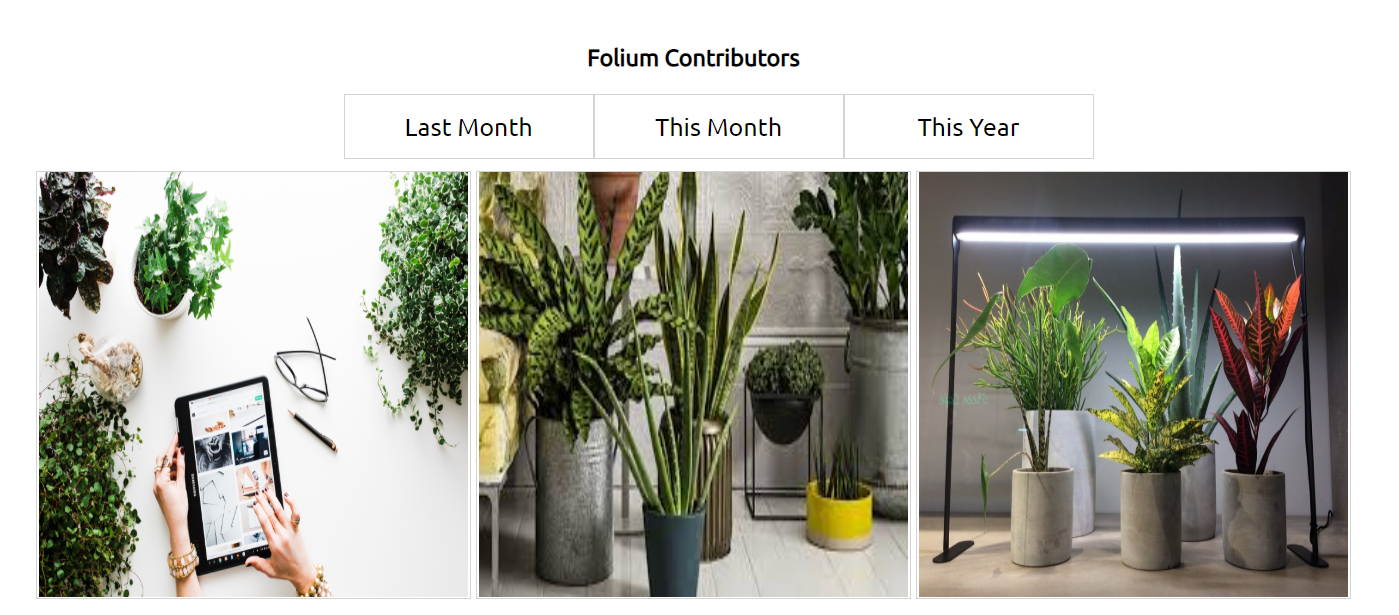 Folium Contributors
Last Month
This Month
This Year